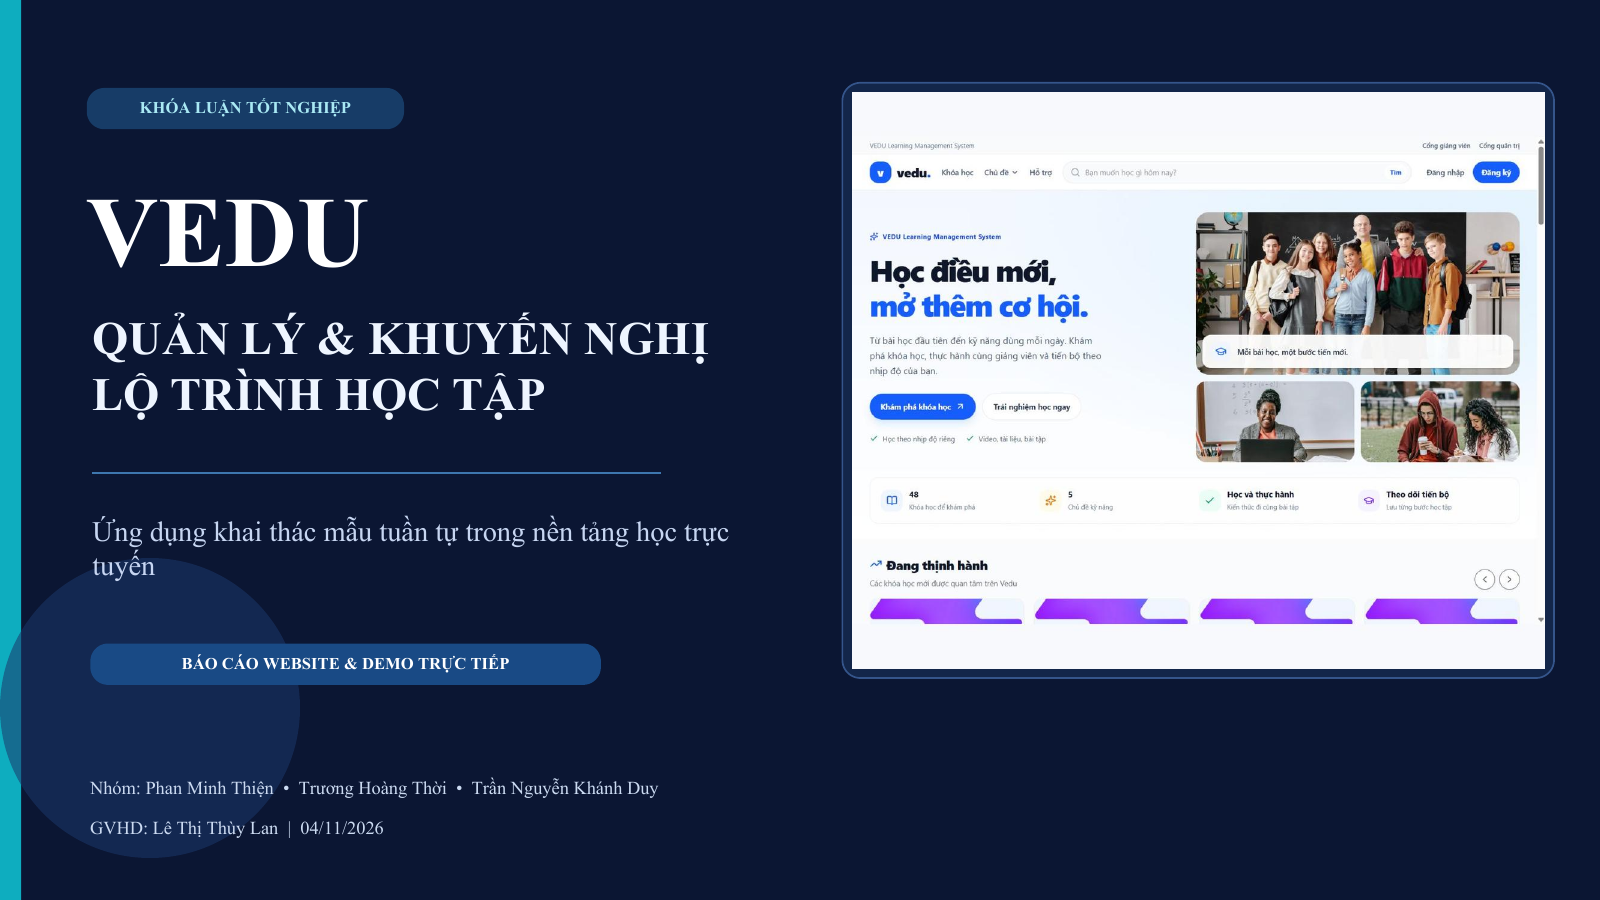 KHÓA LUẬN TỐT NGHIỆP
VEDU
QUẢN LÝ & KHUYẾN NGHỊ
LỘ TRÌNH HỌC TẬP
Ứng dụng khai thác mẫu tuần tự trong nền tảng học trực
tuyến
BÁO CÁO WEBSITE & DEMO TRỰC TIẾP
Nhóm: Phan Minh Thiện • Trương Hoàng Thời • Trần Nguyễn Khánh Duy
GVHD: Lê Thị Thùy Lan | 04/11/2026
VEDU Learning Management System
Cổng giảng viên Cổng quản trị
v vedu. Khóa học Chủ đề Hỗ trợ Bạn muốn học gì hôm nay? Tìm Đăng nhập Đăng ký
VEDU Learning Management System
Học điều mới,
mở thêm cơ hội.
Từ bài học đầu tiên đến kỹ năng dùng mỗi ngày. Khám
phá khóa học, thực hành cùng giảng viên và tiến bộ theo
nhịp độ của bạn.
Khám phá khóa học Trải nghiệm học ngay
Học theo nhịp độ riêng Video, tài liệu, bài tập
Mỗi bài học, một bước tiến mới.
48
Khóa học để khám phá
5
Chủ đề kỹ năng
Học và thực hành
Kiến thức đi cùng bài tập
Theo dõi tiến bộ
Lưu từng bước học tập
Đang thịnh hành
Các khóa học mới được quan tâm trên Vedu